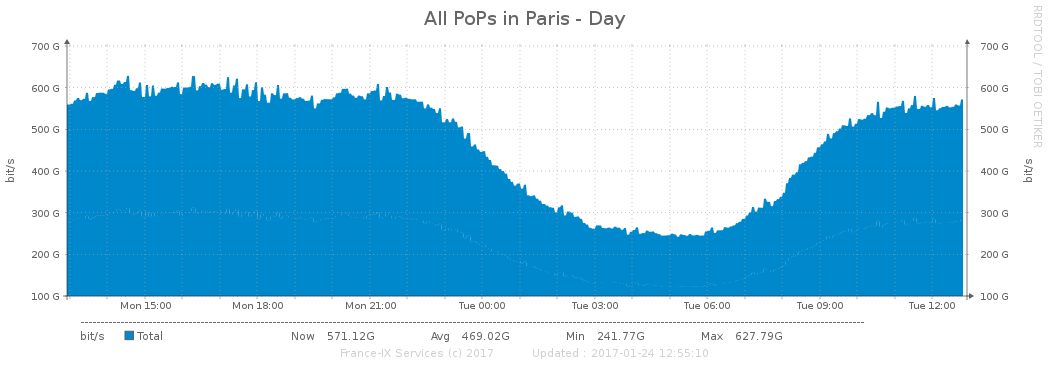 All PoPs in Paris - Day
RRDTOOL / TOBI OETIKER
700 G 700 G
600 G 600 G
500 G 500 G
400 G 400 G
300 G 300 G
200 G 200 G
100 G 100 G
bit/s
bit/s
Mon 15:00 Mon 18:00 Mon 21:00 Tue 00:00 Tue 03:00 Tue 06:00 Tue 09:00 Tue 12:00
bit/s Total Now 571.12G Avg 469.02G Min 241.77G Max 627.79G
France-IX Services (c) 2017 Updated : 2017-01-24 12:55:10